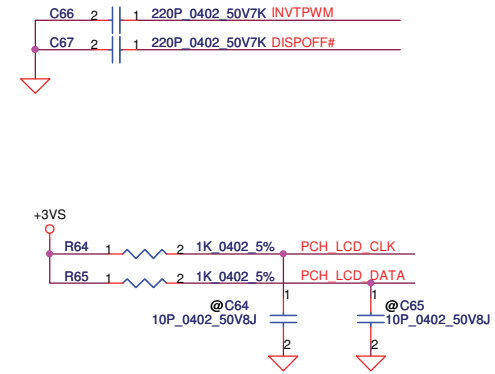 C66 2 1 220P_0402_50V7K INVTPWM
C67 2 1 220P_0402_50V7K DISPOFF#
+3VS
R64 1 2 1K_0402_5% PCH_LCD_CLK
R65 1 2 1K_0402_5% PCH_LCD_DATA
1 1
@C64 @C65
10P_0402_50V8J 10P_0402_50V8J
2 2